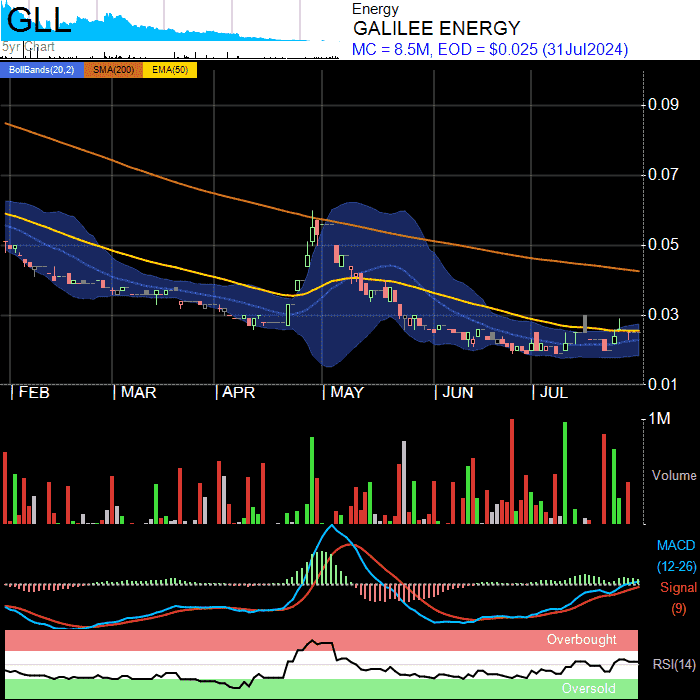 GLL
5yr Chart
Energy
GALILEE ENERGY
MC = 8.5M, EOD = $0.025 (31Jul2024)
BollBands(20,2) SMA(200) EMA(50)
0.09
0.07
0.05
0.03
0.01
FEB MAR APR MAY JUN JUL
1M
Volume
MACD
(12-26)
Signal
(9)
Overbought
RSI(14)
Oversold